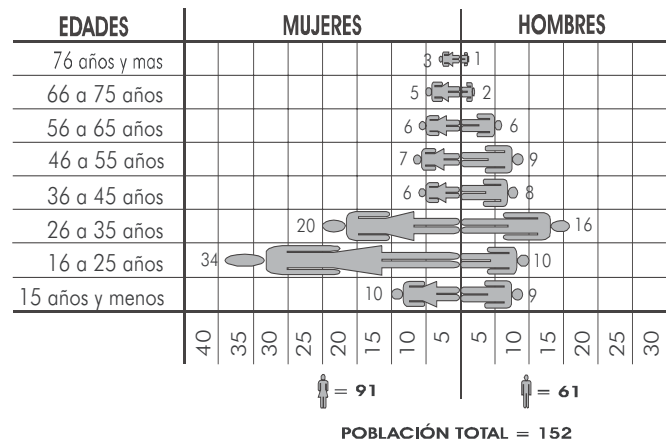 EDADES MUJERES HOMBRES
76 años y mas 3 1
66 a 75 años 5 2
56 a 65 años 6 6
46 a 55 años 7 9
36 a 45 años 6 8
26 a 35 años 20 16
16 a 25 años 34 10
15 años y menos 10 9
40 35 30 25 20 15 10 5 5 10 15 20 25 30
= 91 = 61
POBLACIÓN TOTAL = 152